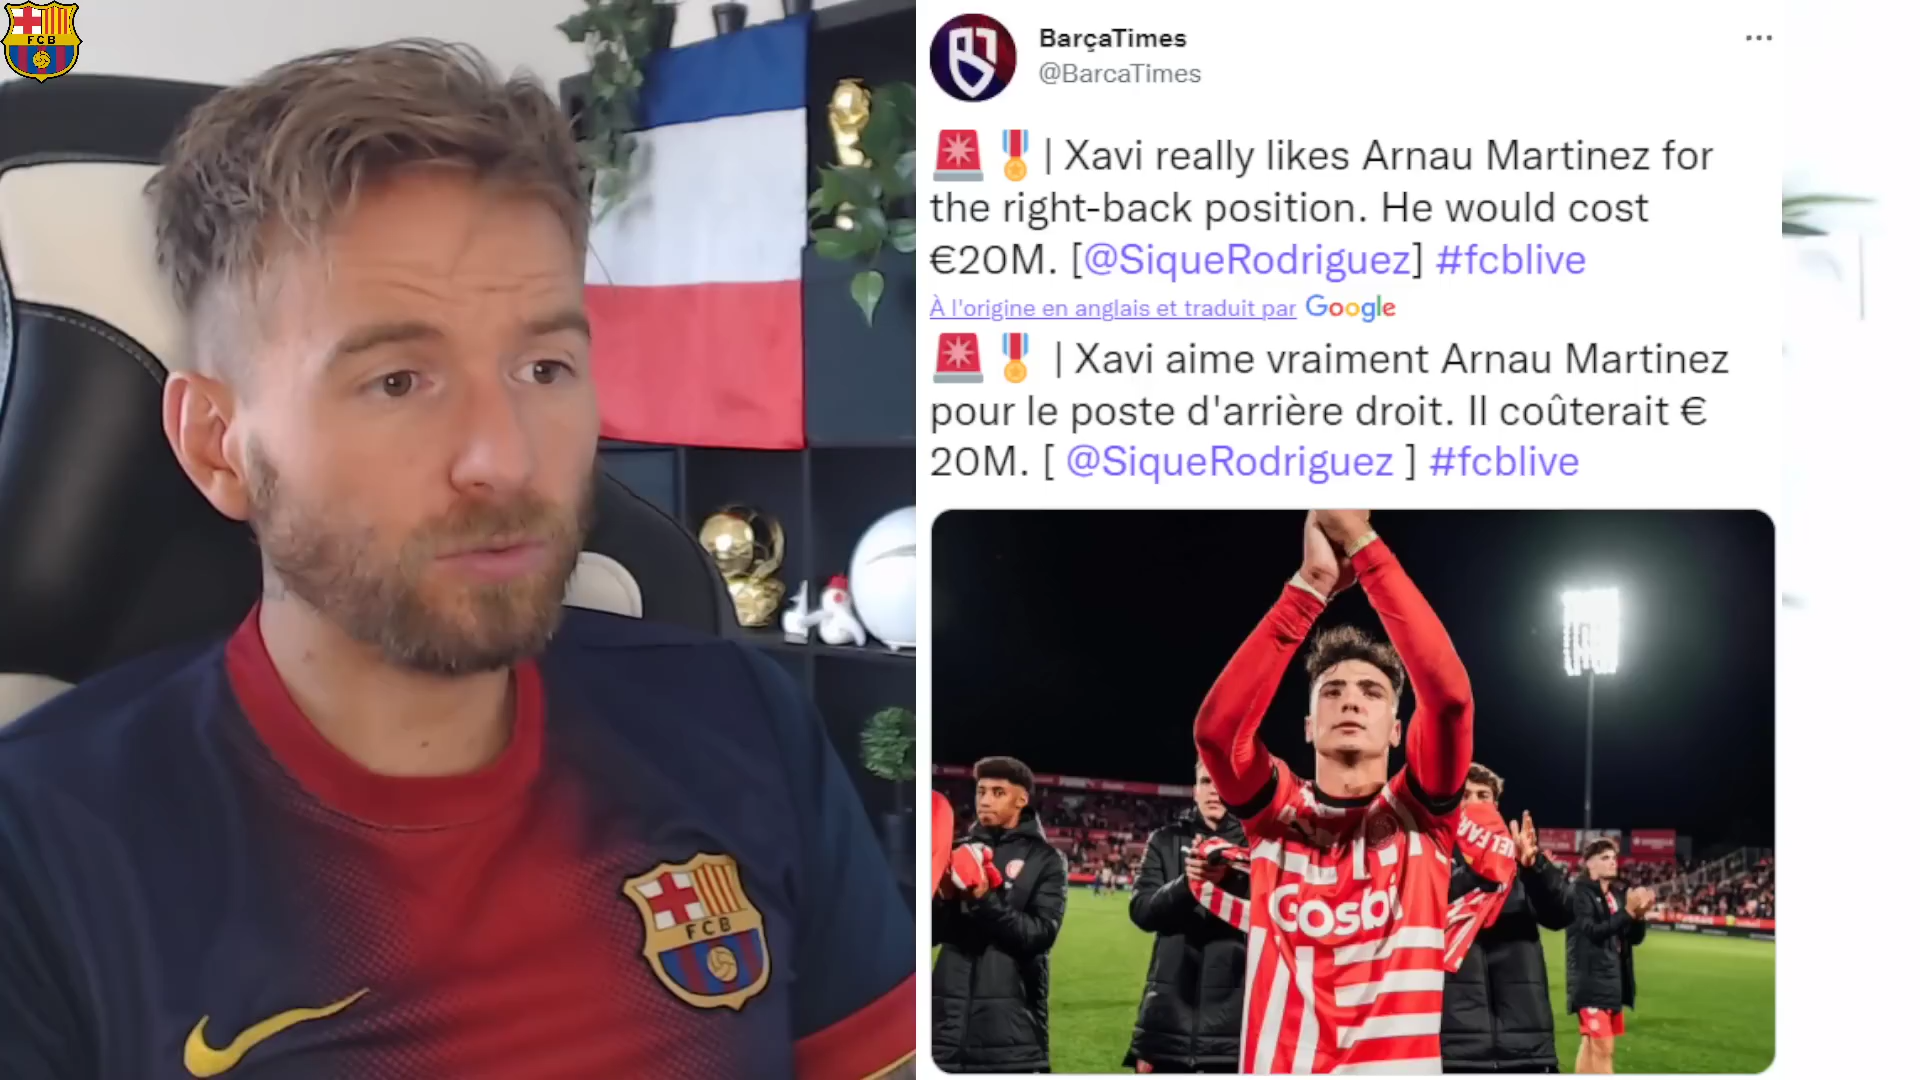 FCB
BarçaTimes
@BarcaTimes
🚨🎖️ | Xavi really likes Arnau Martinez for
the right-back position. He would cost
€20M. [@SiqueRodriguez] #fcblive
À l'origine en anglais et traduit par Google
🚨🎖️ | Xavi aime vraiment Arnau Martinez
pour le poste d'arrière droit. Il coûterait €
20M. [ @SiqueRodriguez ] #fcblive
FCB
Gosbi